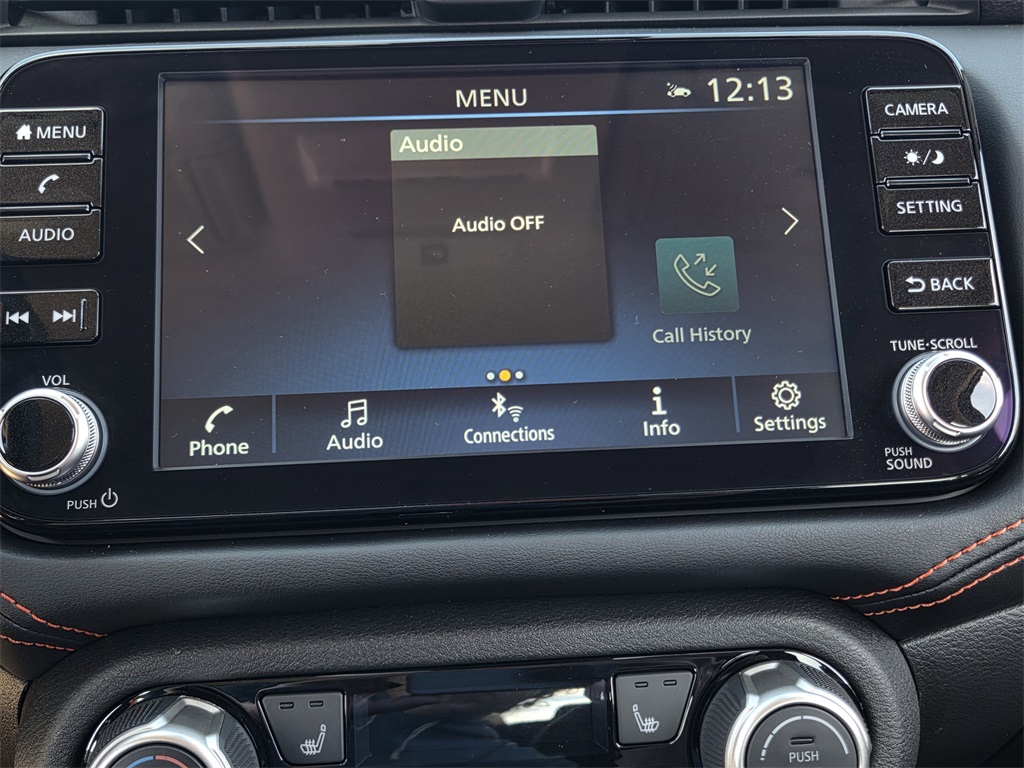 MENU
12:13
MENU
AUDIO
VOL
PUSH
Audio
Audio OFF
Call History
Phone
Audio
Connections
Info
Settings
CAMERA
/
SETTING
BACK
TUNE·SCROLL
PUSH
SOUND
PUSH